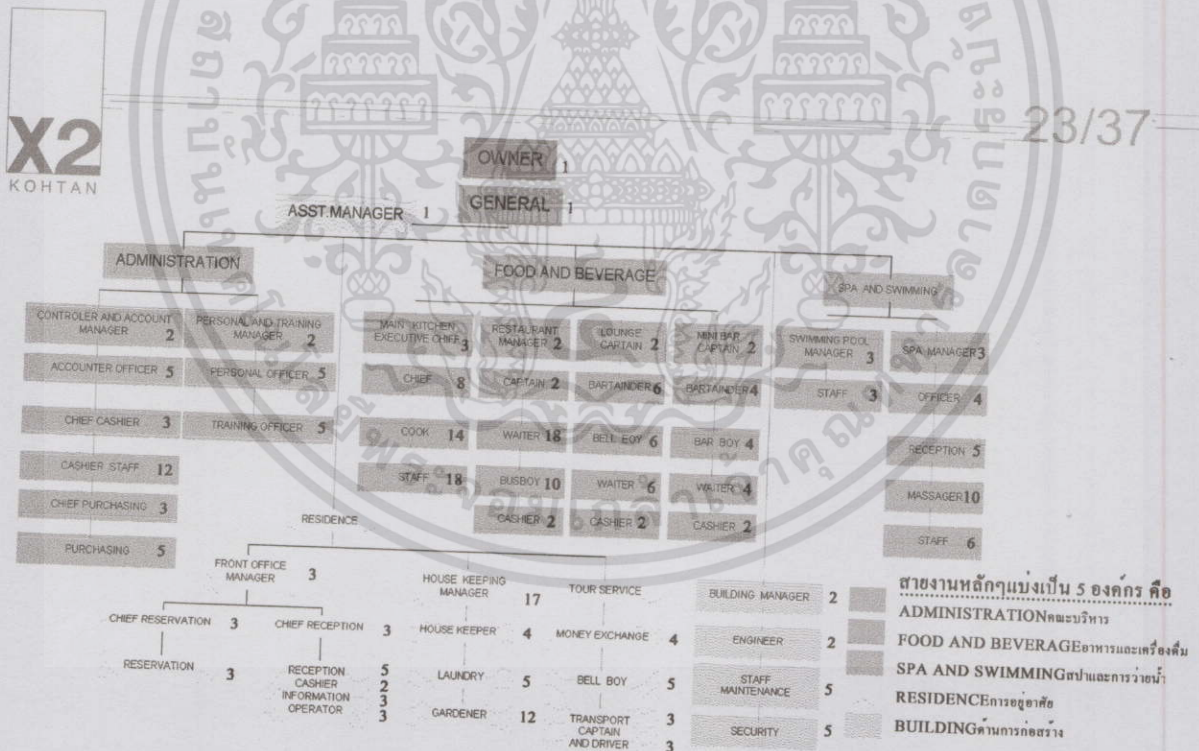 X2
KOHTAN
23/37
OWNER 1
GENERAL 1
ASST.MANAGER 1
ADMINISTRATION
FOOD AND BEVERAGE
SPA AND SWIMMING
CONTROLER AND ACCOUNT
MANAGER 2
ACCOUNTER OFFICER 5
CHIEF CASHIER 3
CASHIER STAFF 12
CHIEF PURCHASING 3
PURCHASING 5
PERSONAL AND TRAINING
MANAGER 2
PERSONAL OFFICER 5
TRAINING OFFICER 5
MAIN KITCHEN
EXECUTIVE CHIEF 3
CHIEF 8
COOK 14
STAFF 18
RESTAURANT
MANAGER 2
CAPTAIN 2
WAITER 18
BUSBOY 10
CASHIER 2
LOUNGE
CARTAIN 2
BARTAINDER 6
BELL BOY 6
WAITER 6
CASHIER 2
MINI BAR
CAPTAIN 2
BARTAINDER 4
BAR BOY 4
WAITER 4
CASHIER 2
SWIMMING POOL
MANAGER 3
STAFF 3
SPA MANAGER 3
OFFICER 4
RECEPTION 5
MASSAGER 10
STAFF 6
RESIDENCE
FRONT OFFICE
MANAGER 3
CHIEF RESERVATION 3
RESERVATION 3
CHIEF RECEPTION 3
RECEPTION 5
CASHIER 2
INFORMATION 3
OPERATOR 3
HOUSE KEEPING
MANAGER 17
HOUSE KEEPER 4
LAUNDRY 5
GARDENER 12
TOUR SERVICE
MONEY EXCHANGE 4
BELL BOY 5
TRANSPORT 3
CAPTAIN
AND DRIVER 3
BUILDING MANAGER 2
ENGINEER 2
STAFF
MAINTENANCE 5
SECURITY 5
สายงานหลักๆแบ่งเป็น 5 องค์กร คือ
ADMINISTRATIONคณะบริหาร
FOOD AND BEVERAGEอาหารและเครื่องดื่ม
SPA AND SWIMMINGสปาและการว่ายน้ำ
RESIDENCEการอยู่อาศัย
BUILDINGด้านการก่อสร้าง